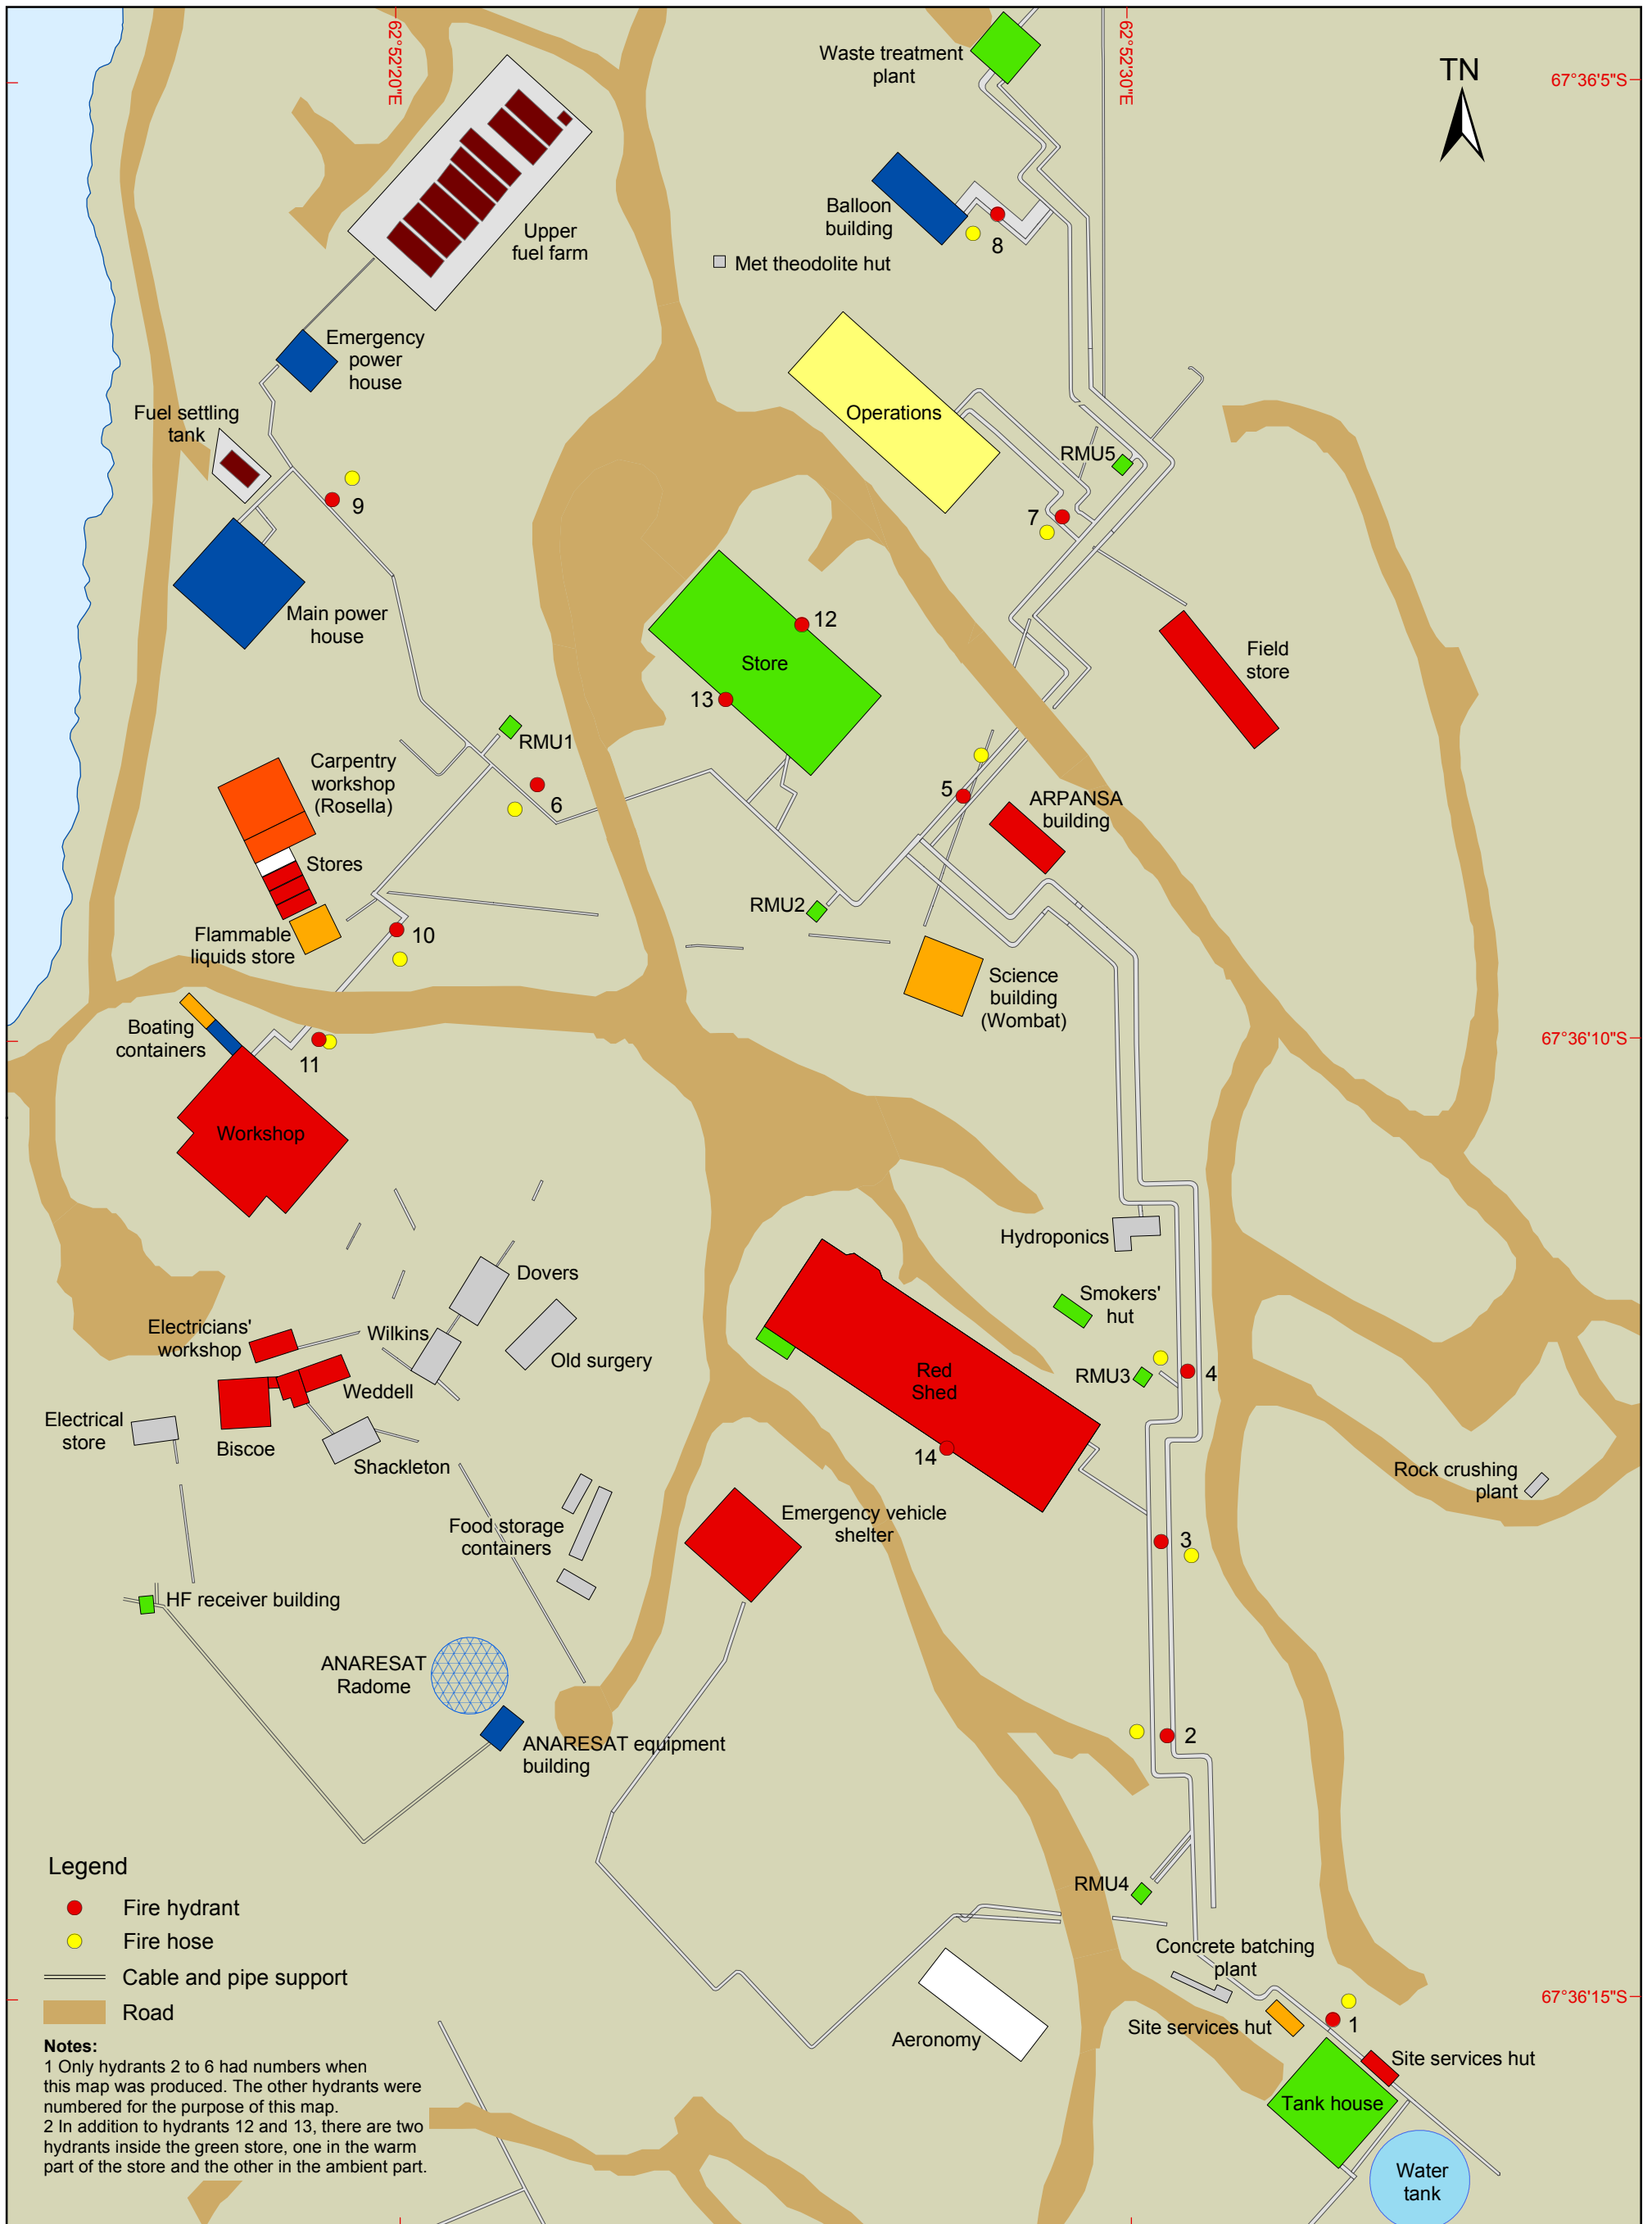 62°52'20"E
62°52'30"E
67°36'5"S
TN
Waste treatment
plant
Balloon
building
8
Met theodolite hut
Upper
fuel farm
Emergency
power
house
Fuel settling
tank
9
Main power
house
Operations
RMU5
7
12
Store
13
Field
store
RMU1
Carpentry
workshop
(Rosella)
6
5
ARPANSA
building
Stores
RMU2
Flammable
liquids store
10
Science
building
(Wombat)
Boating
containers
11
67°36'10"S
Workshop
Hydroponics
Dovers
Smokers'
hut
Electricians'
workshop
Wilkins
Old surgery
Red
Shed
RMU3
4
Weddell
Electrical
store
Biscoe
Shackleton
14
Rock crushing
plant
Food storage
containers
Emergency vehicle
shelter
3
HF receiver building
ANARESAT
Radome
ANARESAT equipment
building
2
RMU4
Legend
Fire hydrant
Fire hose
Cable and pipe support
Road
Concrete batching
plant
67°36'15"S
Site services hut
1
Aeronomy
Site services hut
Tank house
Water
tank
Notes:
1 Only hydrants 2 to 6 had numbers when
this map was produced. The other hydrants were
numbered for the purpose of this map.
2 In addition to hydrants 12 and 13, there are two
hydrants inside the green store, one in the warm
part of the store and the other in the ambient part.